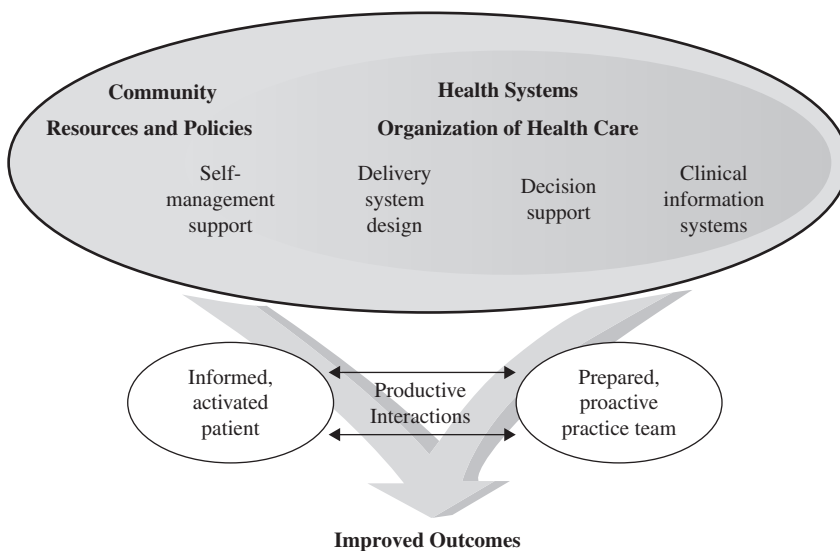 Community
Resources and Policies
Health Systems
Organization of Health Care
Self-
management
support
Delivery
system
design
Decision
support
Clinical
information
systems
Informed,
activated
patient
Productive
Interactions
Prepared,
proactive
practice team
Improved Outcomes